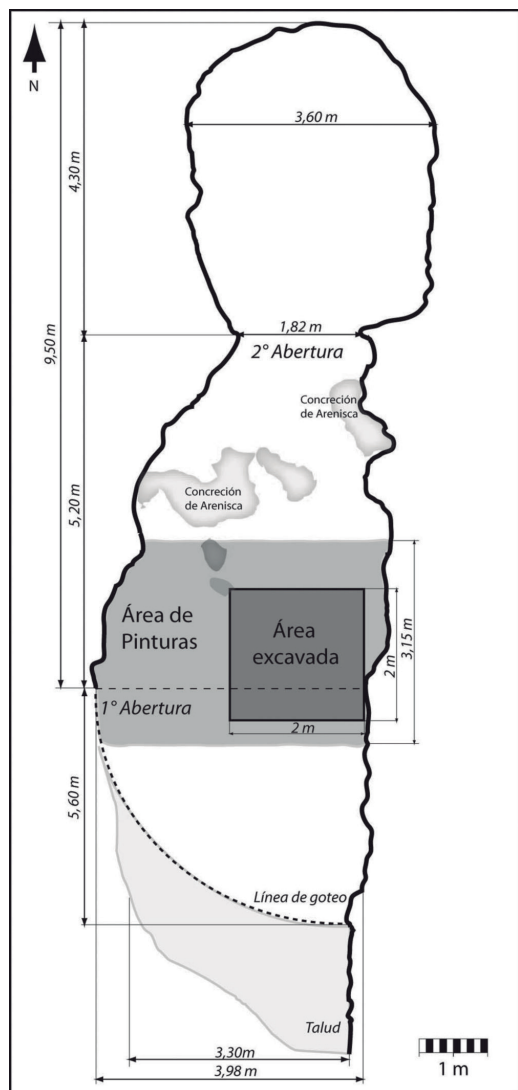 N
3,60 m
4,30 m
9,50 m
1,82 m
2° Abertura
Concreción
de Arenisca
Concreción
de Arenisca
5,20 m
Área de
Pinturas
Área
excavada
2 m
3,15 m
1° Abertura
2 m
5,60 m
Línea de goteo
Talud
3,30m
3,98 m
1 m